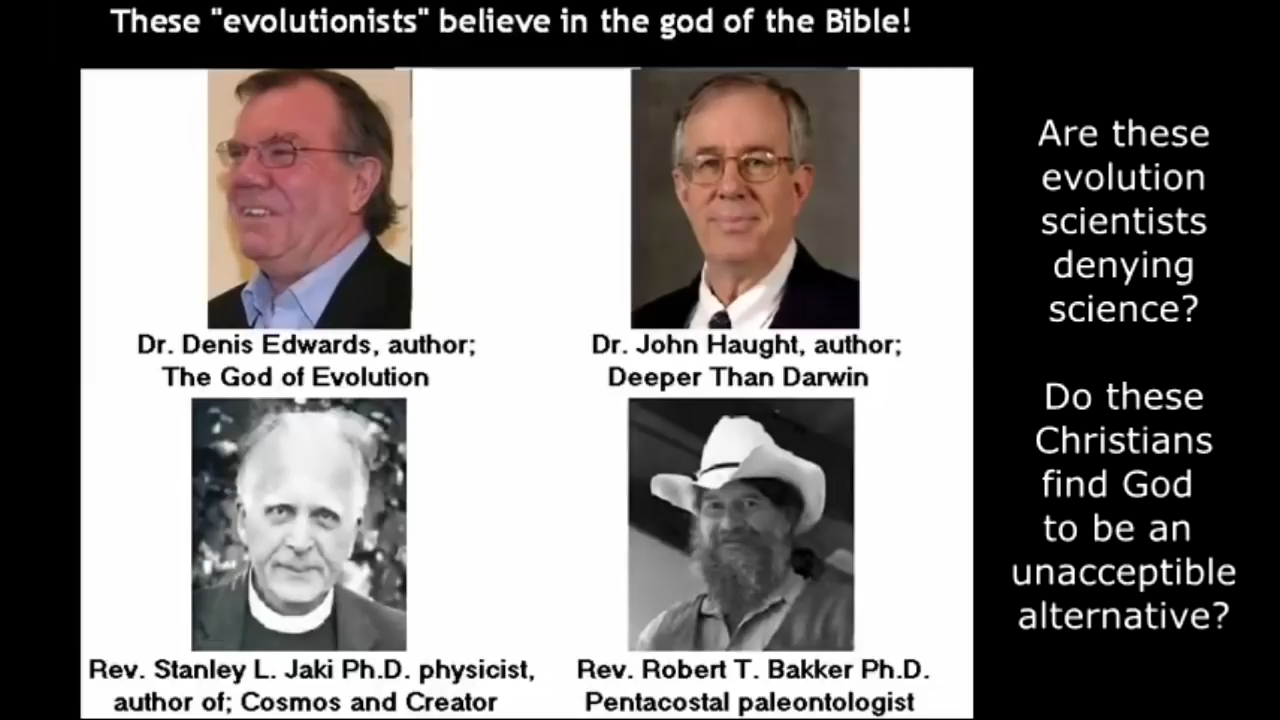 These "evolutionists" believe in the god of the Bible!
Dr. Denis Edwards, author;
The God of Evolution
Dr. John Haught, author;
Deeper Than Darwin
Rev. Stanley L. Jaki Ph.D. physicist,
author of; Cosmos and Creator
Rev. Robert T. Bakker Ph.D.
Pentacostal paleontologist
Are these
evolution
scientists
denying
science?
Do these
Christians
find God
to be an
unacceptible
alternative?